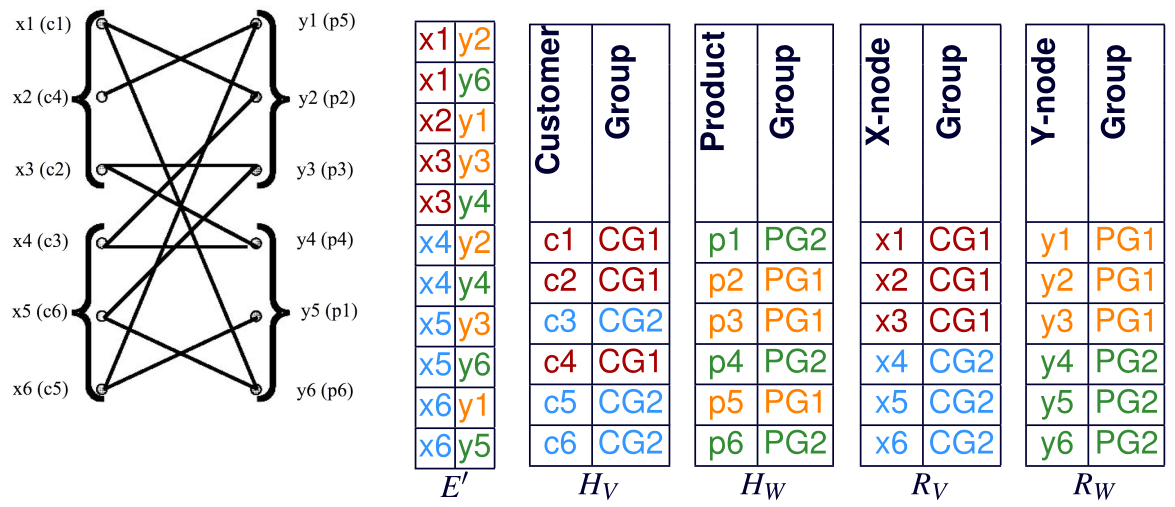 x1 (c1)
y1 (p5)
x2 (c4)
y2 (p2)
x3 (c2)
y3 (p3)
x4 (c3)
y4 (p4)
x5 (c6)
y5 (p1)
x6 (c5)
y6 (p6)
x1 y2
x1 y6
x2 y1
x3 y3
x3 y4
x4 y2
x4 y4
x5 y3
x5 y6
x6 y1
x6 y5
E′
Customer Group
c1 CG1
c2 CG1
c3 CG2
c4 CG1
c5 CG2
c6 CG2
H_V
Product Group
p1 PG2
p2 PG1
p3 PG1
p4 PG2
p5 PG1
p6 PG2
H_W
X-node Group
x1 CG1
x2 CG1
x3 CG1
x4 CG2
x5 CG2
x6 CG2
R_V
Y-node Group
y1 PG1
y2 PG1
y3 PG1
y4 PG2
y5 PG2
y6 PG2
R_W